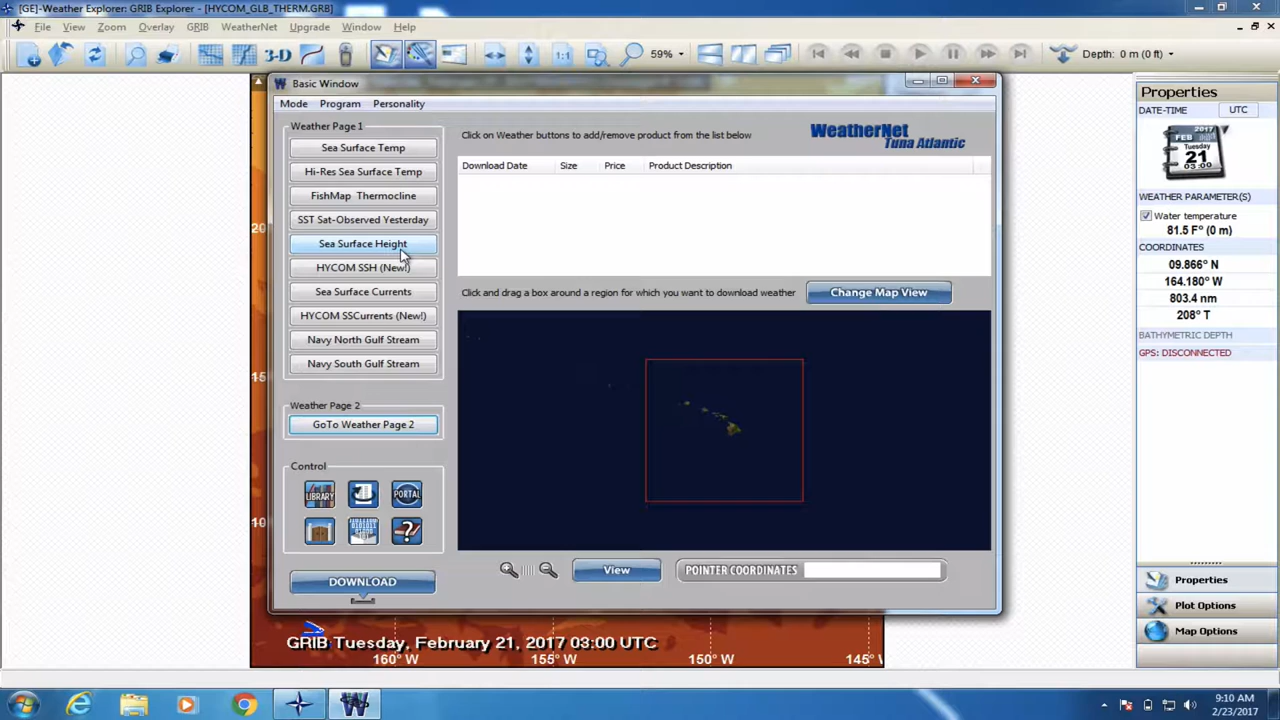 [GE]-Weather Explorer: GRIB Explorer - [HYCOM_GLB_THERM.GRB]
File View Zoom Overlay GRIB WeatherNet Upgrade Window Help
3-D 1:1 59% Depth: 0 m (0 ft)
Basic Window
Mode Program Personality
Weather Page 1
Sea Surface Temp
Hi-Res Sea Surface Temp
FishMap Thermocline
SST Sat-Observed Yesterday
Sea Surface Height
HYCOM SSH (New!)
Sea Surface Currents
HYCOM SSCurrents (New!)
Navy North Gulf Stream
Navy South Gulf Stream
Weather Page 2
GoTo Weather Page 2
Control
LIBRARY
PORTAL
DOWNLOAD
Click on Weather buttons to add/remove product from the list below
WeatherNet
Tuna Atlantic
Download Date Size Price Product Description
Click and drag a box around a region for which you want to download weather
Change Map View
View
POINTER COORDINATES
20
15
10
GRIB Tuesday, February 21, 2017 03:00 UTC
160° W 155° W 150° W 145° W
Properties
DATE-TIME UTC
2017
FEB
Tuesday
21
03:00
WEATHER PARAMETER(S)
Water temperature
81.5 F° (0 m)
COORDINATES
09.866° N
164.180° W
803.4 nm
208° T
BATHYMETRIC DEPTH
GPS: DISCONNECTED
Properties
Plot Options
Map Options
9:10 AM
2/23/2017